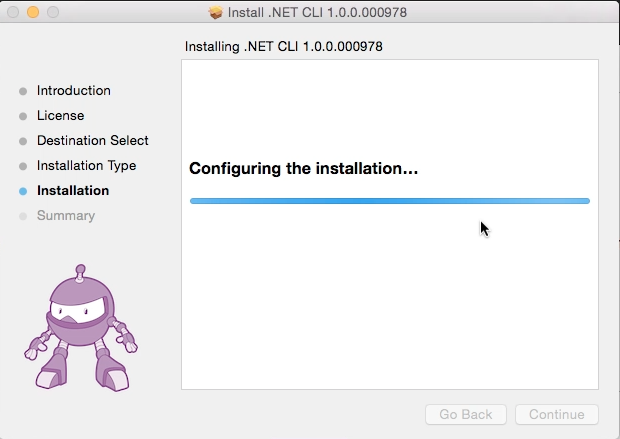 Install .NET CLI 1.0.0.000978
Installing .NET CLI 1.0.0.000978
Introduction
License
Destination Select
Installation Type
Installation
Summary
Configuring the installation...
Go Back
Continue